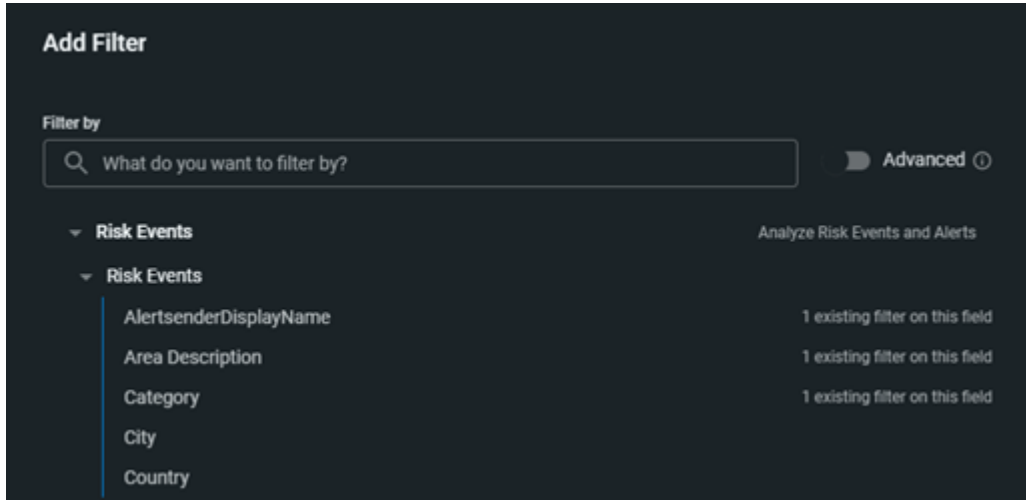 Add Filter
Filter by
What do you want to filter by?
Advanced
Risk Events
Analyze Risk Events and Alerts
Risk Events
AlertsenderDisplayName
1 existing filter on this field
Area Description
1 existing filter on this field
Category
1 existing filter on this field
City
Country